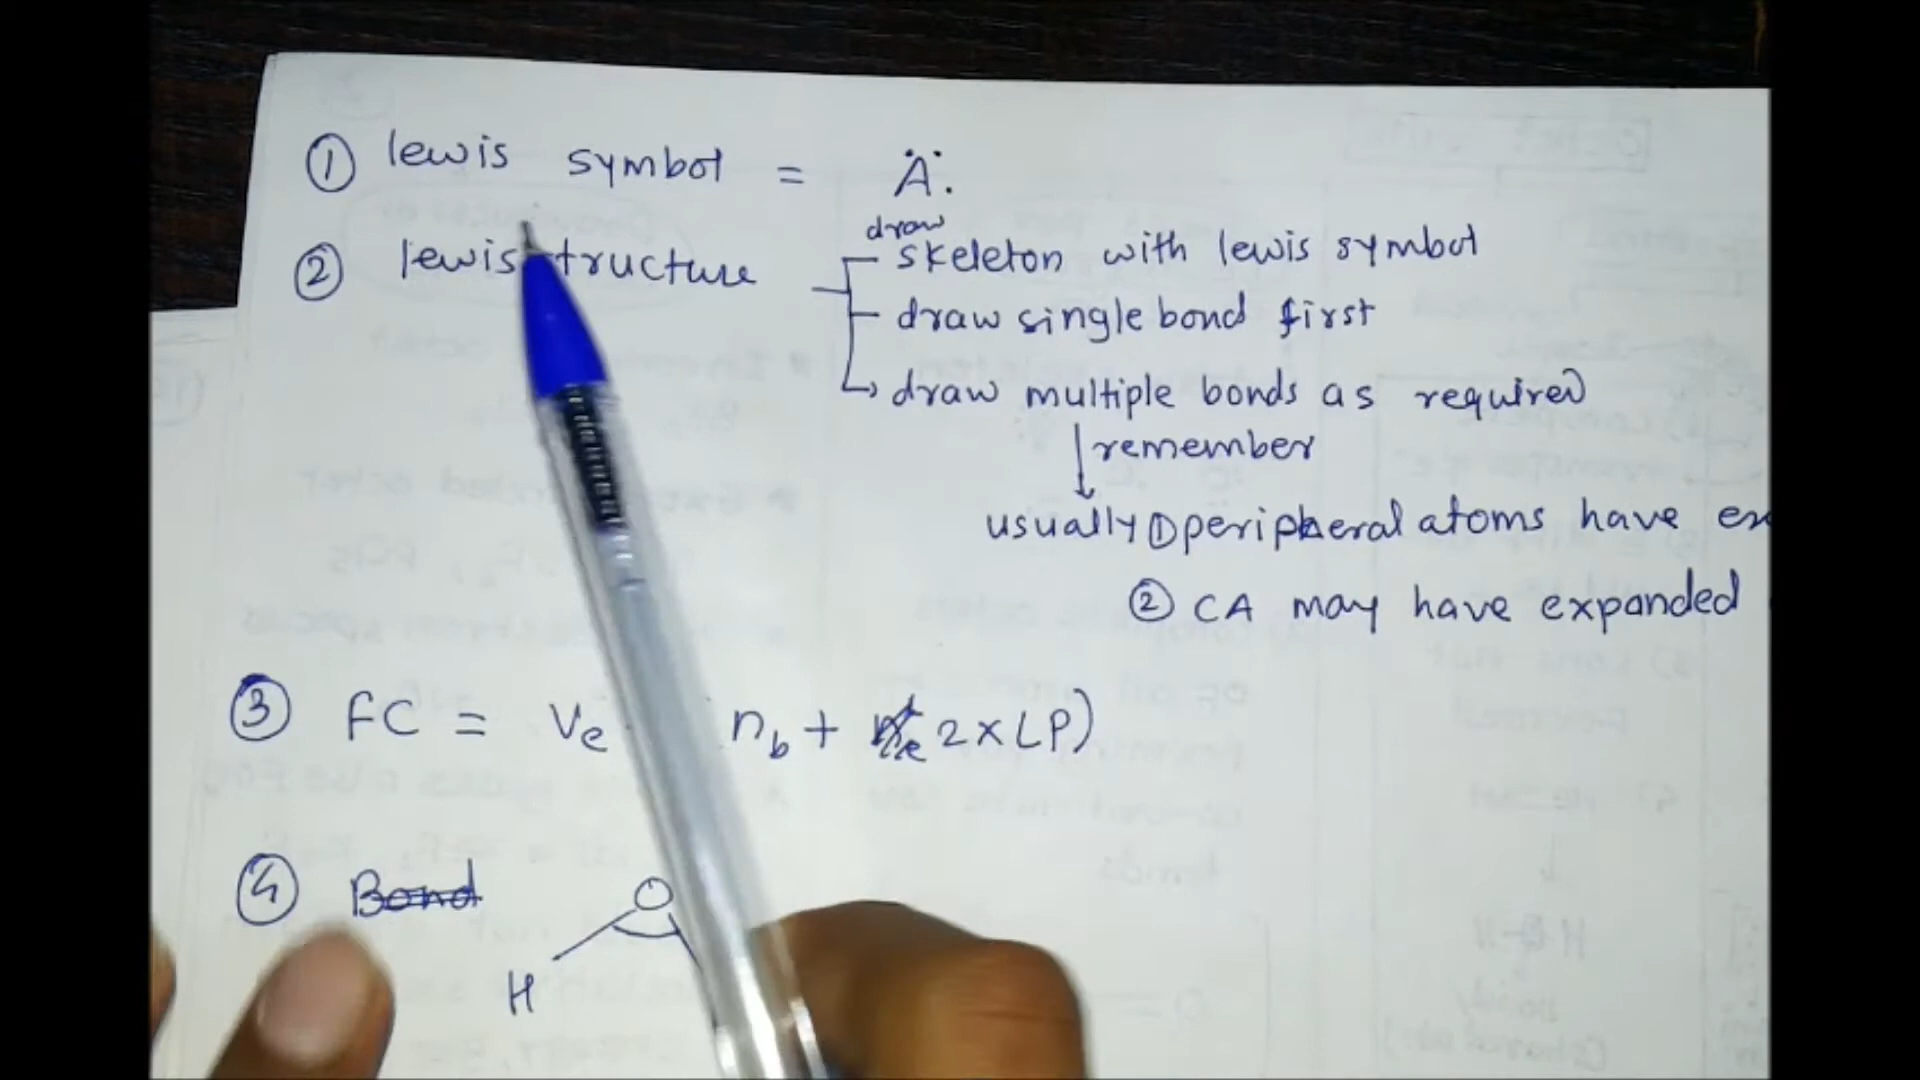 ① lewis symbol = A
② lewis structure
draw
skeleton with lewis symbol
draw single bond first
draw multiple bonds as required
remember
usually ① peripheral atoms have
② CA may have expanded
③ FC = Ve n_b + 2 x LP)
④ Bond
O
H